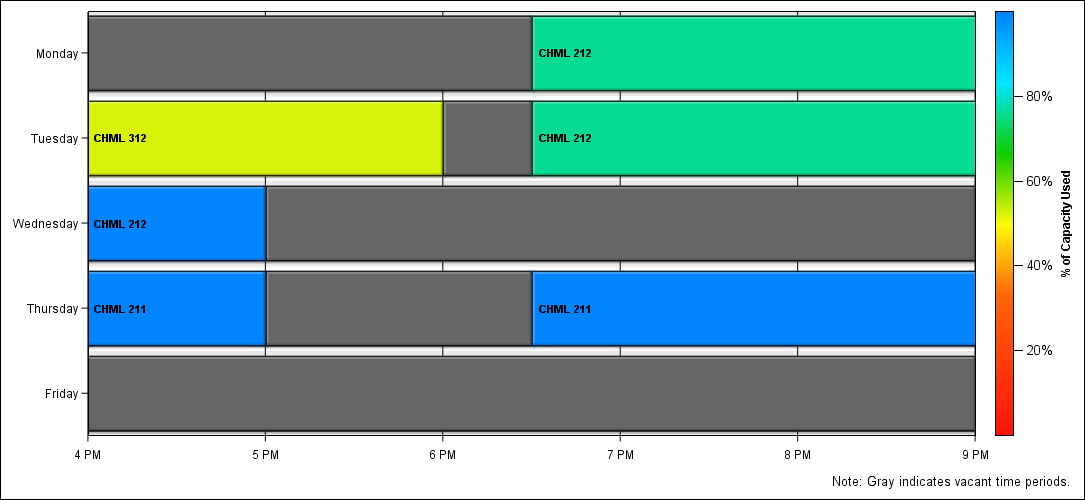 Monday
CHML 212
Tuesday
CHML 312
CHML 212
Wednesday
CHML 212
Thursday
CHML 211
CHML 211
Friday
4 PM
5 PM
6 PM
7 PM
8 PM
9 PM
80%
60%
40%
20%
% of Capacity Used
Note: Gray indicates vacant time periods.